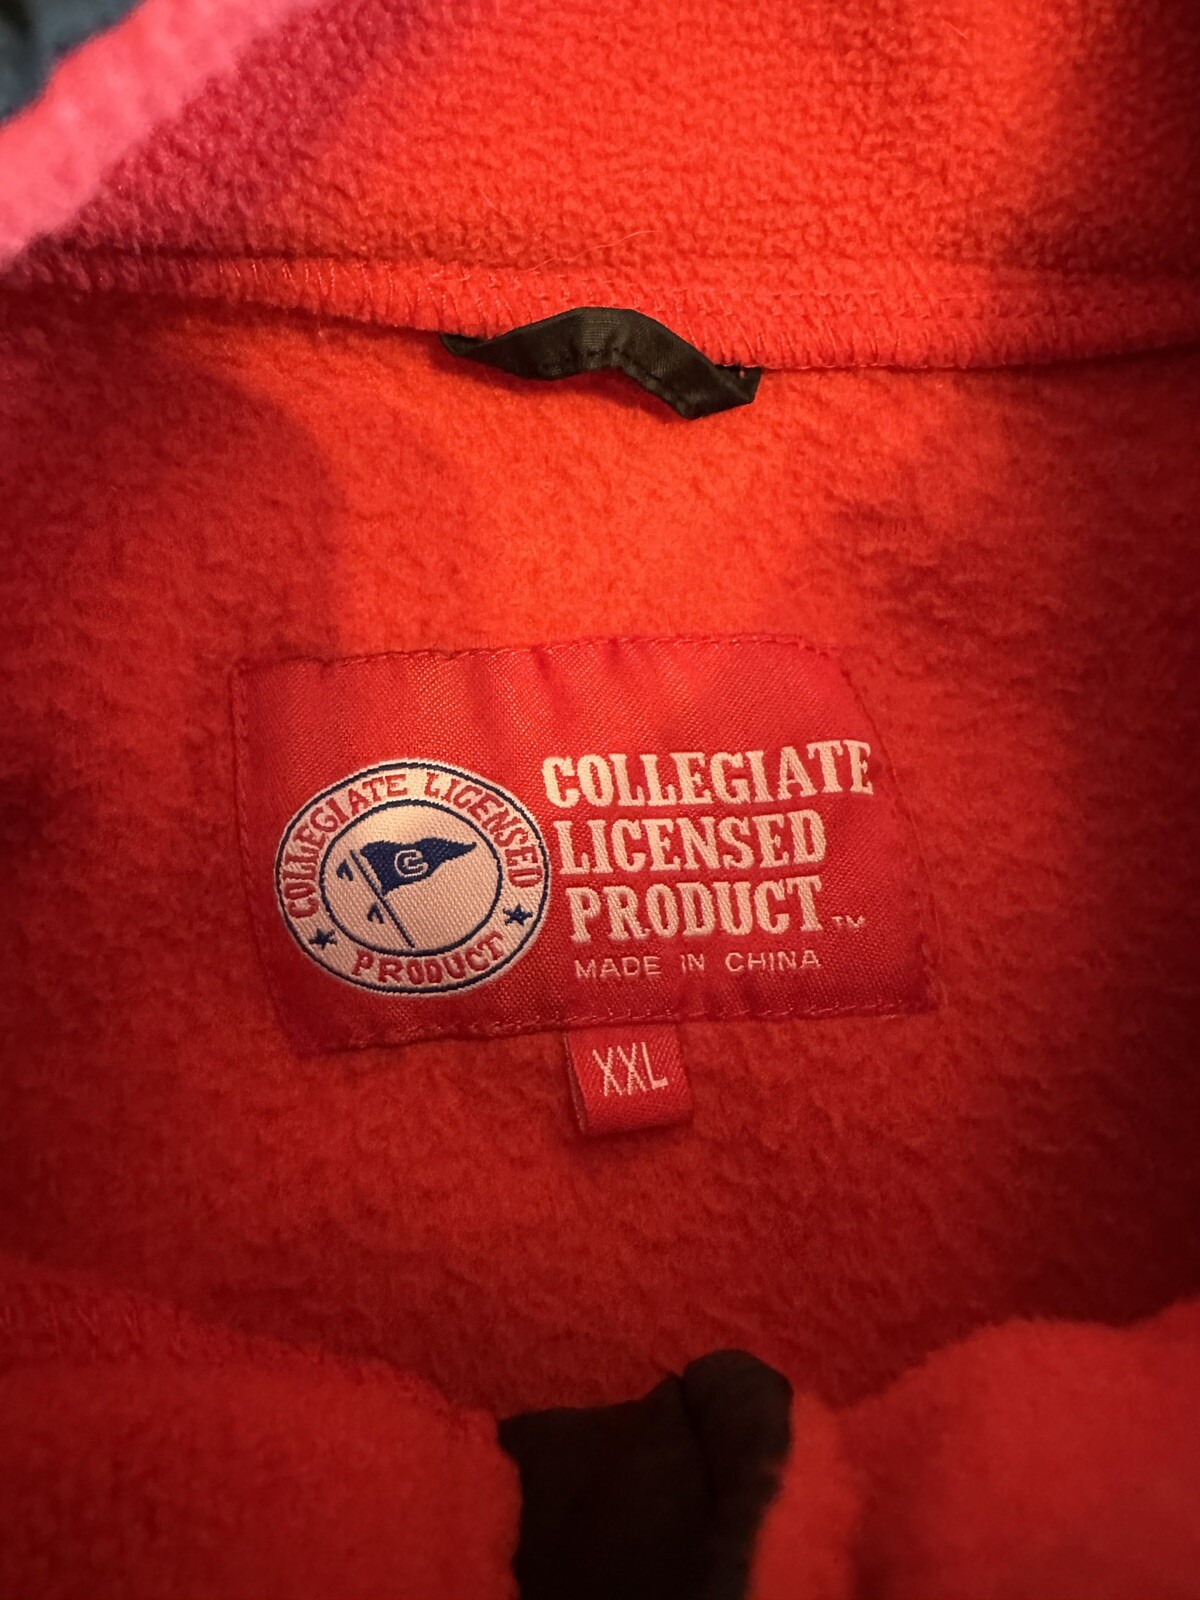 COLLEGIATE LICENSED
PRODUCT
C
COLLEGIATE
LICENSED
PRODUCT™
MADE IN CHINA
XXL